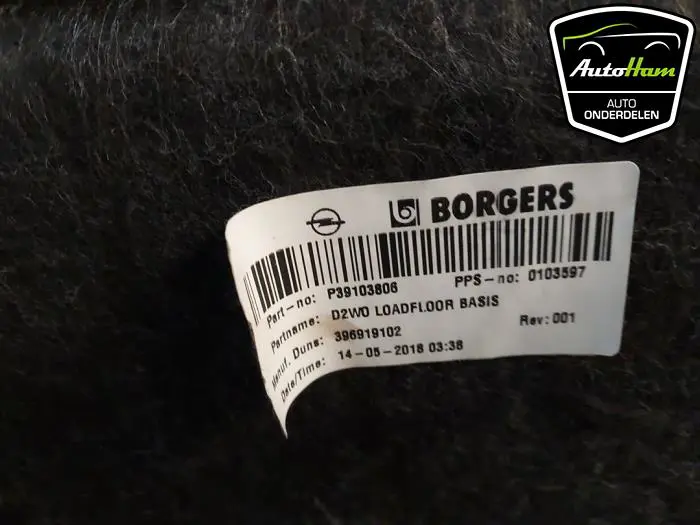 AutoHam
AUTO
ONDERDELEN
BORGERS
Part-no: P39103806 PPS-no: 0103597
Partname: D2WO LOADFLOOR BASIS
Manuf. Duns: 396919102 Rev: 001
Date/Time: 14-05-2018 03:38